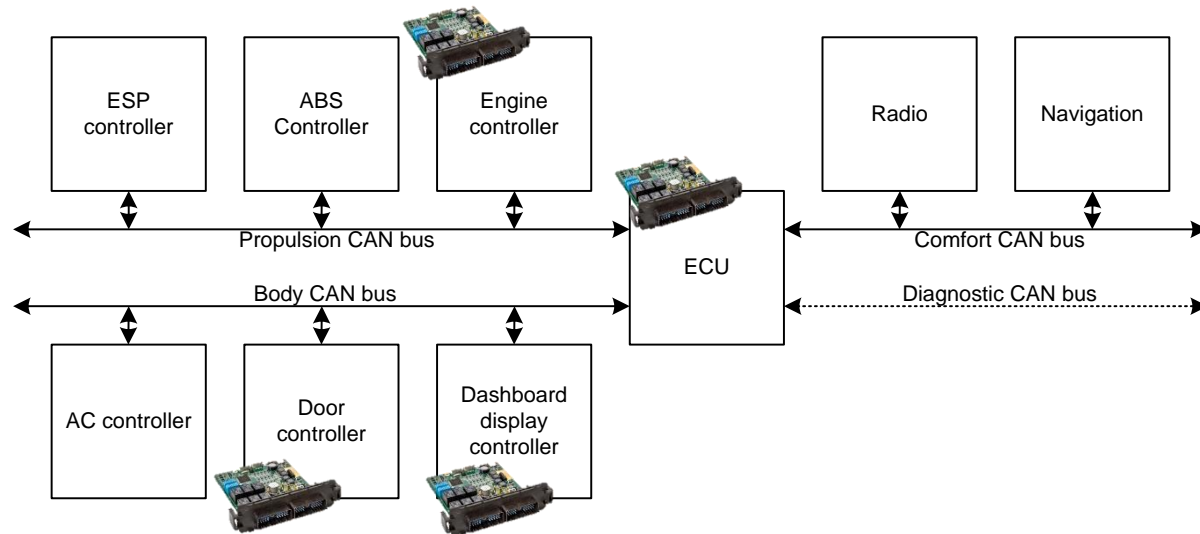 ESP
controller
ABS
Controller
Engine
controller
Radio
Navigation
Propulsion CAN bus
Comfort CAN bus
ECU
Body CAN bus
Diagnostic CAN bus
AC controller
Door
controller
Dashboard
display
controller